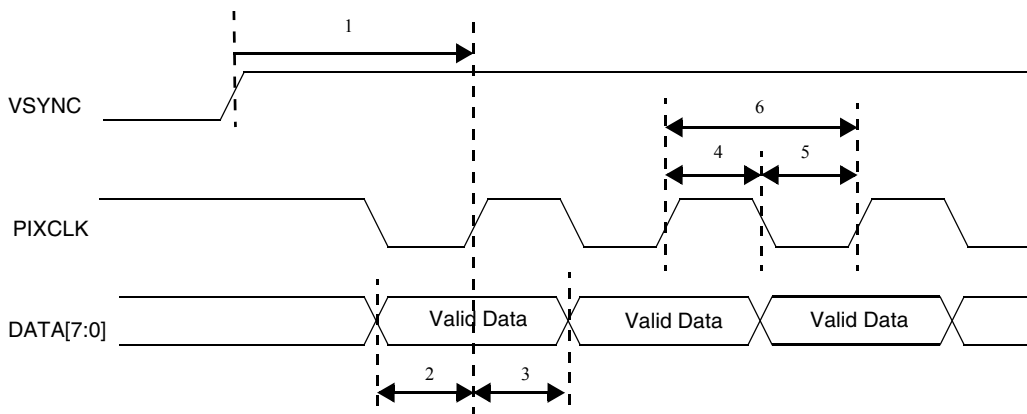 1
VSYNC
6
4 5
PIXCLK
DATA[7:0] Valid Data Valid Data Valid Data
2 3